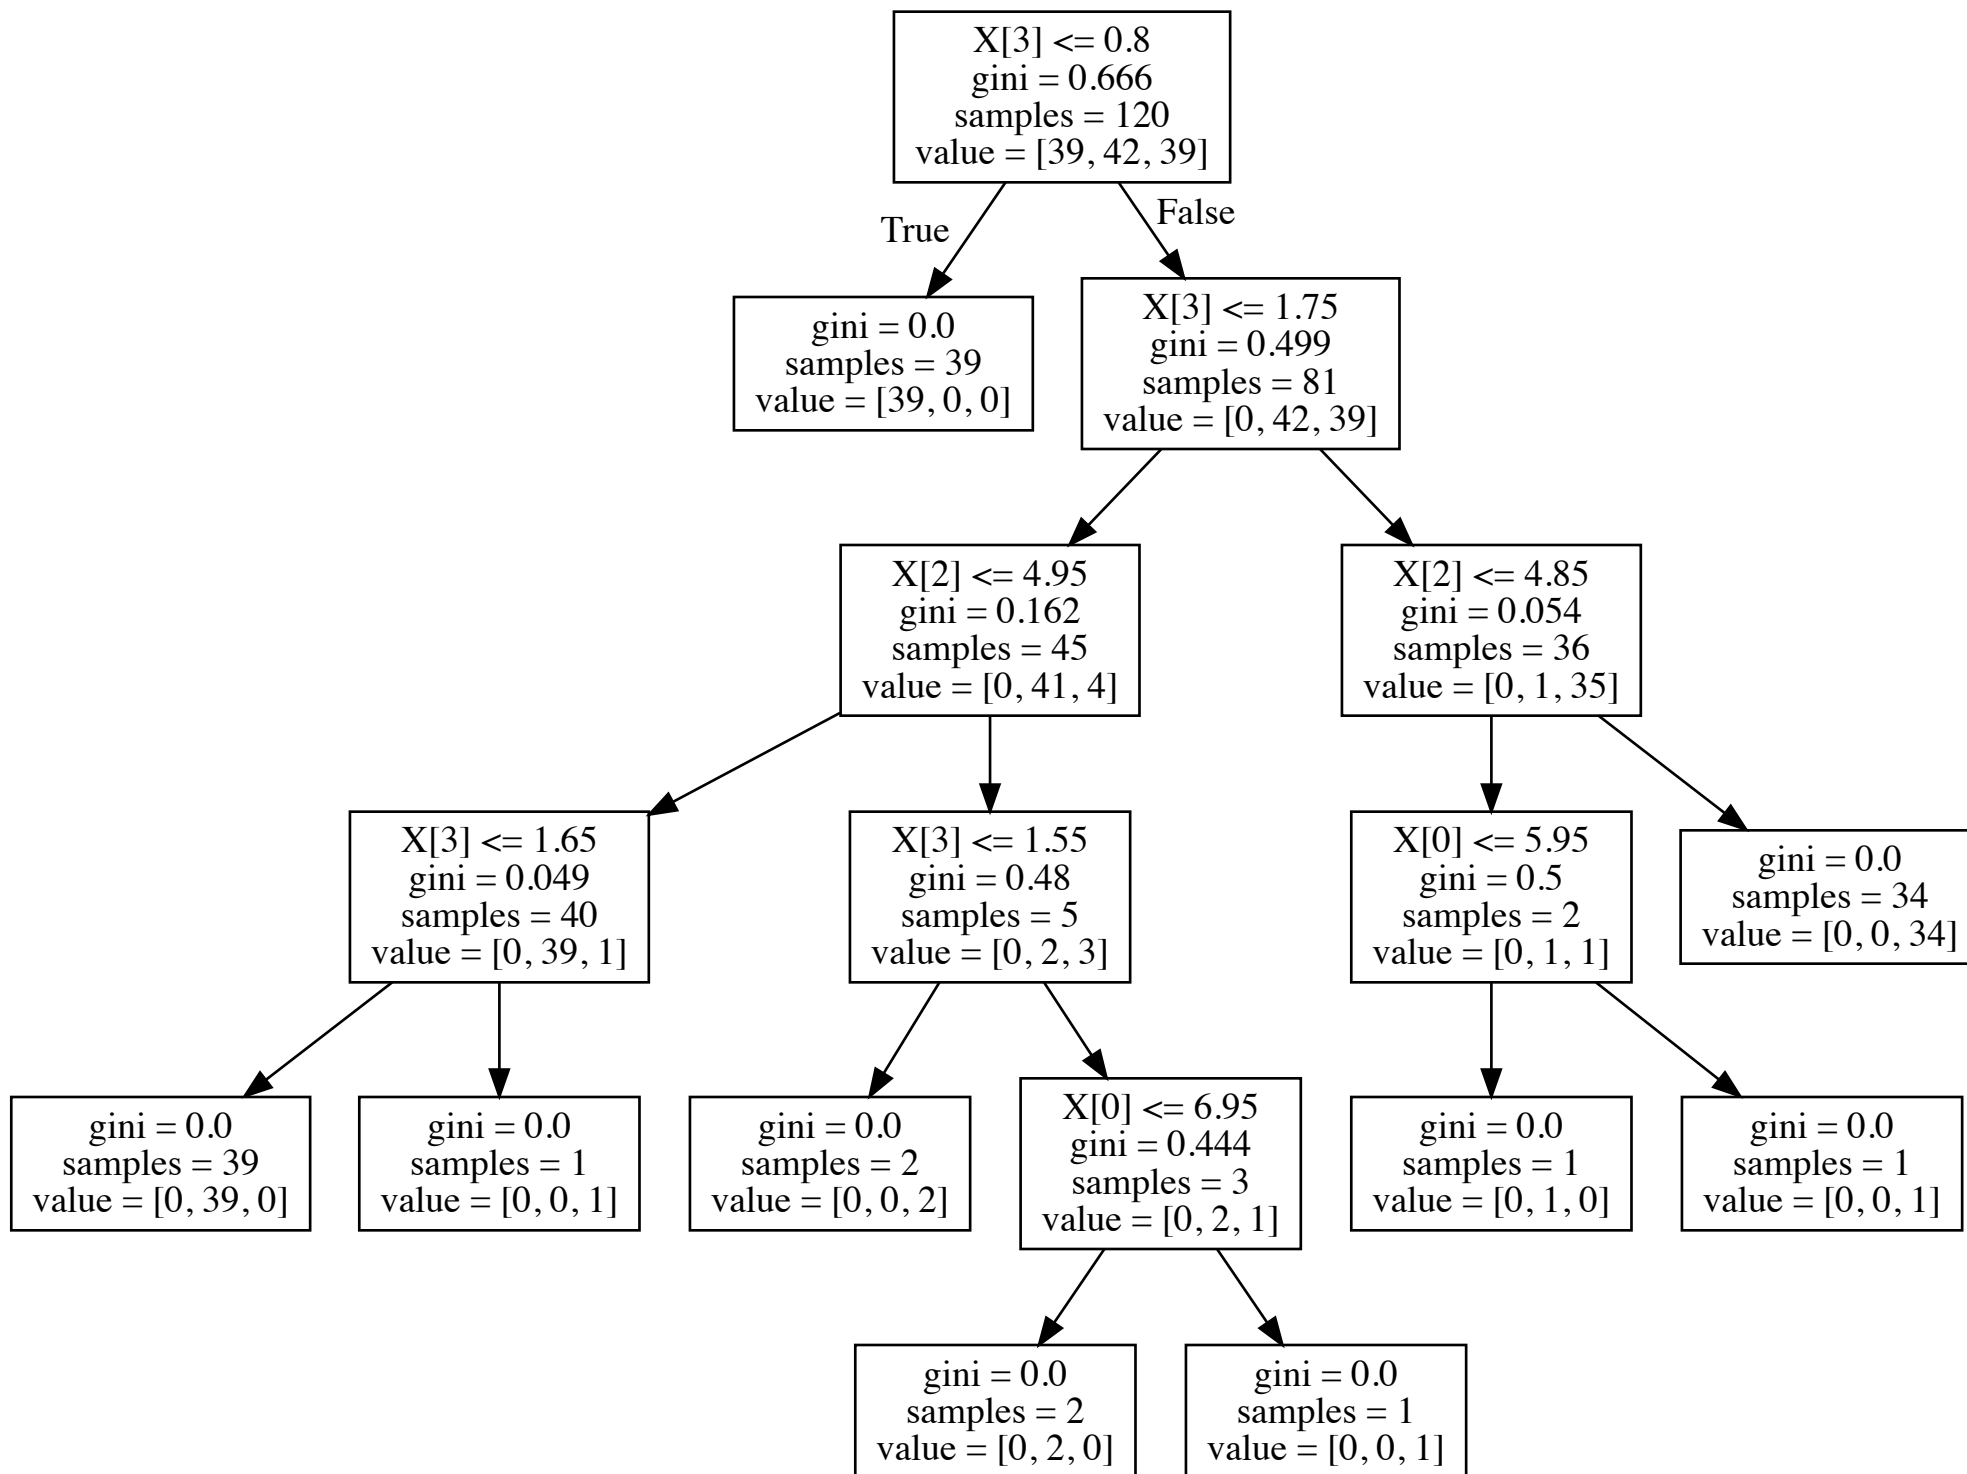 X[3] <= 0.8
gini = 0.666
samples = 120
value = [39, 42, 39]
True
False
gini = 0.0
samples = 39
value = [39, 0, 0]
X[3] <= 1.75
gini = 0.499
samples = 81
value = [0, 42, 39]
X[2] <= 4.95
gini = 0.162
samples = 45
value = [0, 41, 4]
X[2] <= 4.85
gini = 0.054
samples = 36
value = [0, 1, 35]
X[3] <= 1.65
gini = 0.049
samples = 40
value = [0, 39, 1]
X[3] <= 1.55
gini = 0.48
samples = 5
value = [0, 2, 3]
X[0] <= 5.95
gini = 0.5
samples = 2
value = [0, 1, 1]
gini = 0.0
samples = 34
value = [0, 0, 34]
gini = 0.0
samples = 39
value = [0, 39, 0]
gini = 0.0
samples = 1
value = [0, 0, 1]
gini = 0.0
samples = 2
value = [0, 0, 2]
X[0] <= 6.95
gini = 0.444
samples = 3
value = [0, 2, 1]
gini = 0.0
samples = 1
value = [0, 1, 0]
gini = 0.0
samples = 1
value = [0, 0, 1]
gini = 0.0
samples = 2
value = [0, 2, 0]
gini = 0.0
samples = 1
value = [0, 0, 1]